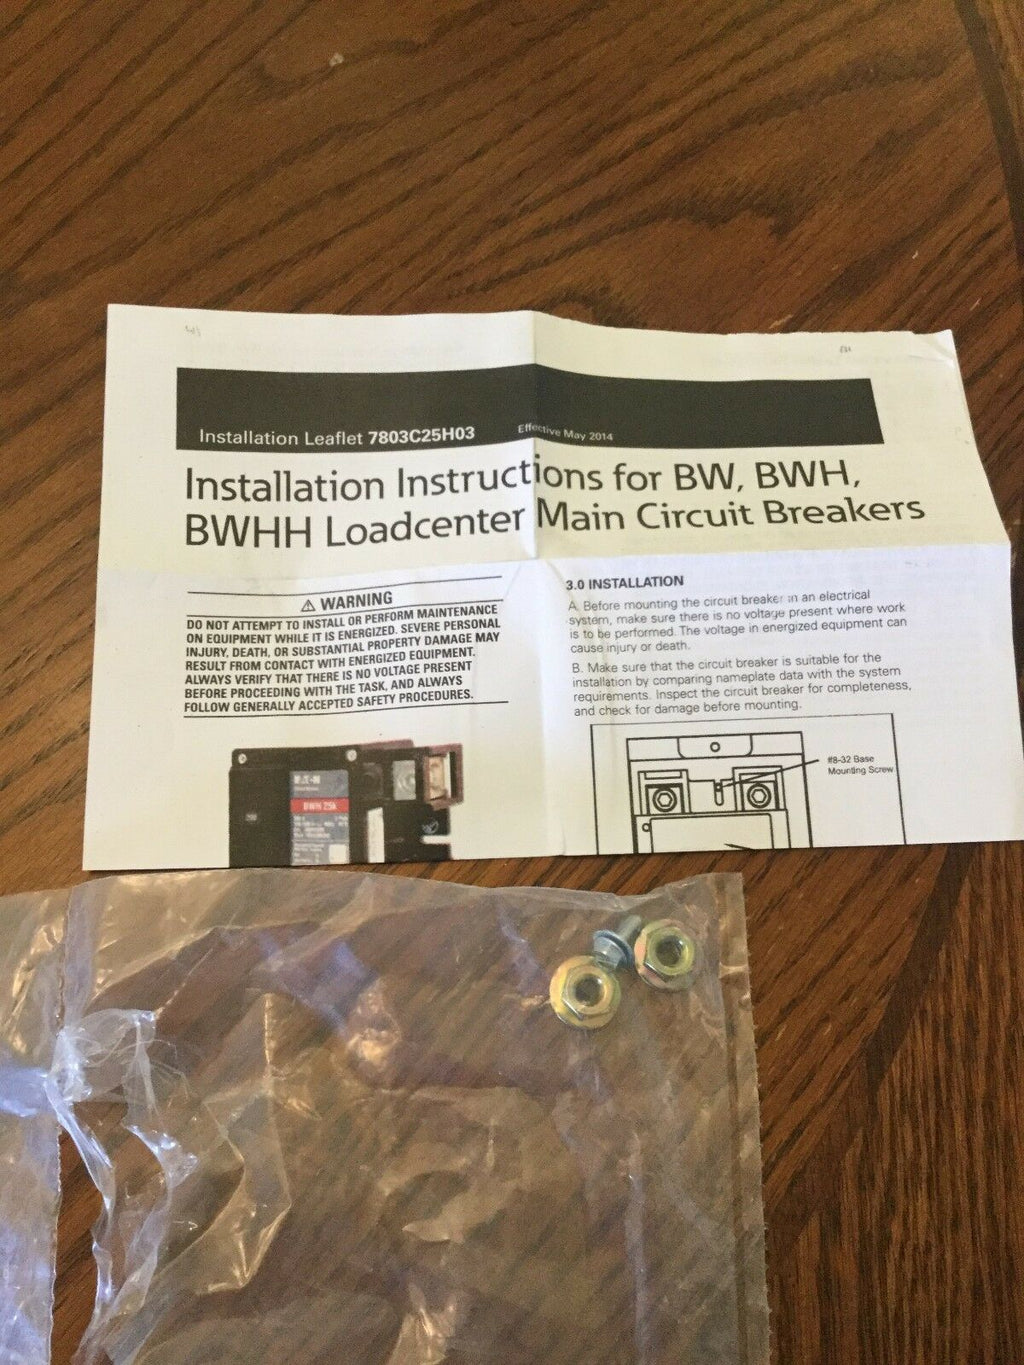 Installation Leaflet 7803C25H03 Effective May 2014
Installation Instructions for BW, BWH,
BWHH Loadcenter Main Circuit Breakers
⚠ WARNING
DO NOT ATTEMPT TO INSTALL OR PERFORM MAINTENANCE
ON EQUIPMENT WHILE IT IS ENERGIZED. SEVERE PERSONAL
INJURY, DEATH, OR SUBSTANTIAL PROPERTY DAMAGE MAY
RESULT FROM CONTACT WITH ENERGIZED EQUIPMENT.
ALWAYS VERIFY THAT THERE IS NO VOLTAGE PRESENT
BEFORE PROCEEDING WITH THE TASK, AND ALWAYS
FOLLOW GENERALLY ACCEPTED SAFETY PROCEDURES.
EATON
BWH 25k
3.0 INSTALLATION
A. Before mounting the circuit breaker in an electrical
system, make sure there is no voltage present where work
is to be performed. The voltage in energized equipment can
cause injury or death.
B. Make sure that the circuit breaker is suitable for the
installation by comparing nameplate data with the system
requirements. Inspect the circuit breaker for completeness,
and check for damage before mounting.
#8-32 Base
Mounting Screw